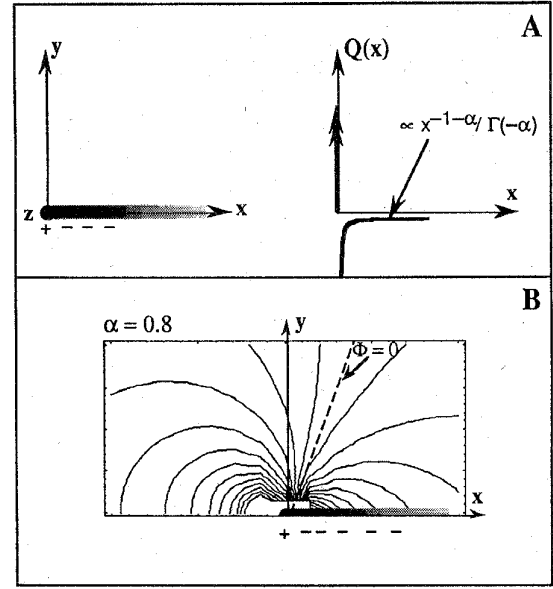 A
y
Q(x)
∝ x^{-1-α}/ Γ(-α)
z
x
x
+ - - -
B
α = 0.8
y
Φ = 0
x
+ -- - - -